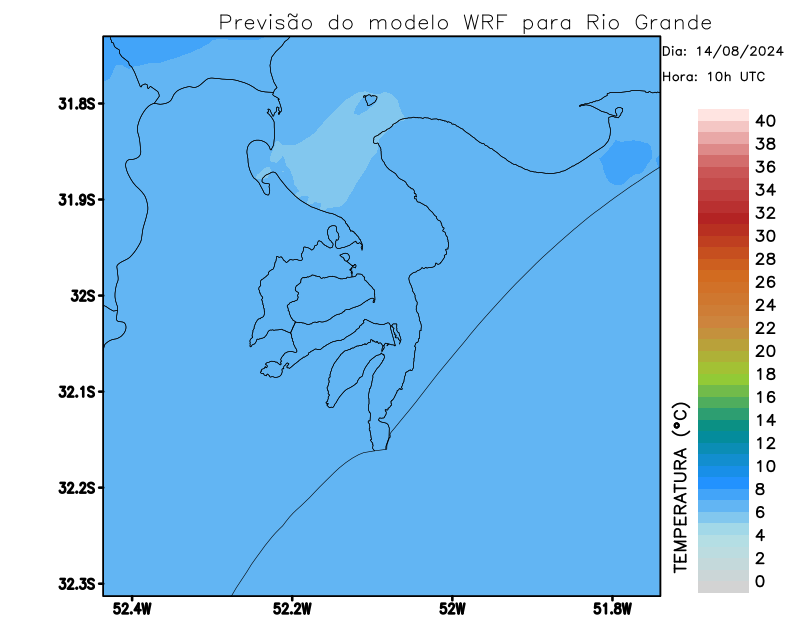 Previsão do modelo WRF para Rio Grande
Dia: 14/08/2024
Hora: 10h UTC
31.8S
31.9S
32S
32.1S
32.2S
32.3S
52.4W
52.2W
52W
51.8W
40
38
36
34
32
30
28
26
24
22
20
18
16
14
12
10
8
6
4
2
0
TEMPERATURA (°C)